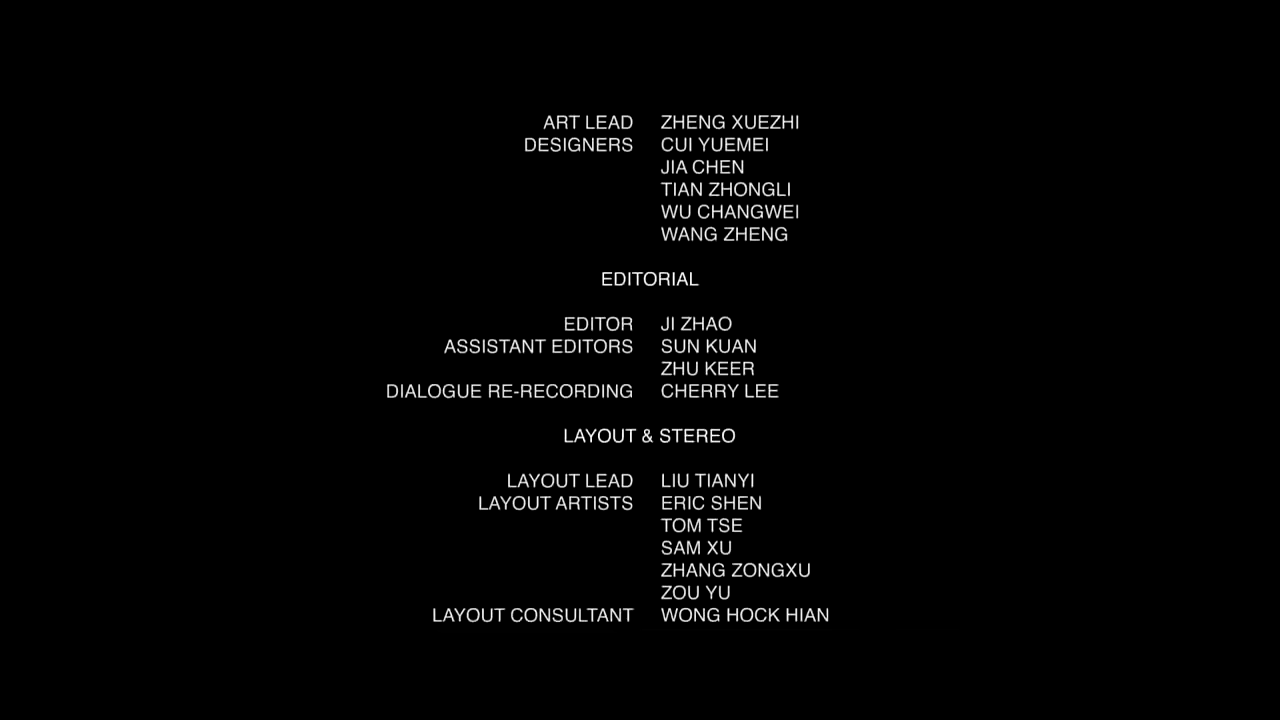 ART LEAD ZHENG XUEZHI
DESIGNERS CUI YUEMEI
JIA CHEN
TIAN ZHONGLI
WU CHANGWEI
WANG ZHENG
EDITORIAL
EDITOR JI ZHAO
ASSISTANT EDITORS SUN KUAN
ZHU KEER
DIALOGUE RE-RECORDING CHERRY LEE
LAYOUT & STEREO
LAYOUT LEAD LIU TIANYI
LAYOUT ARTISTS ERIC SHEN
TOM TSE
SAM XU
ZHANG ZONGXU
ZOU YU
LAYOUT CONSULTANT WONG HOCK HIAN